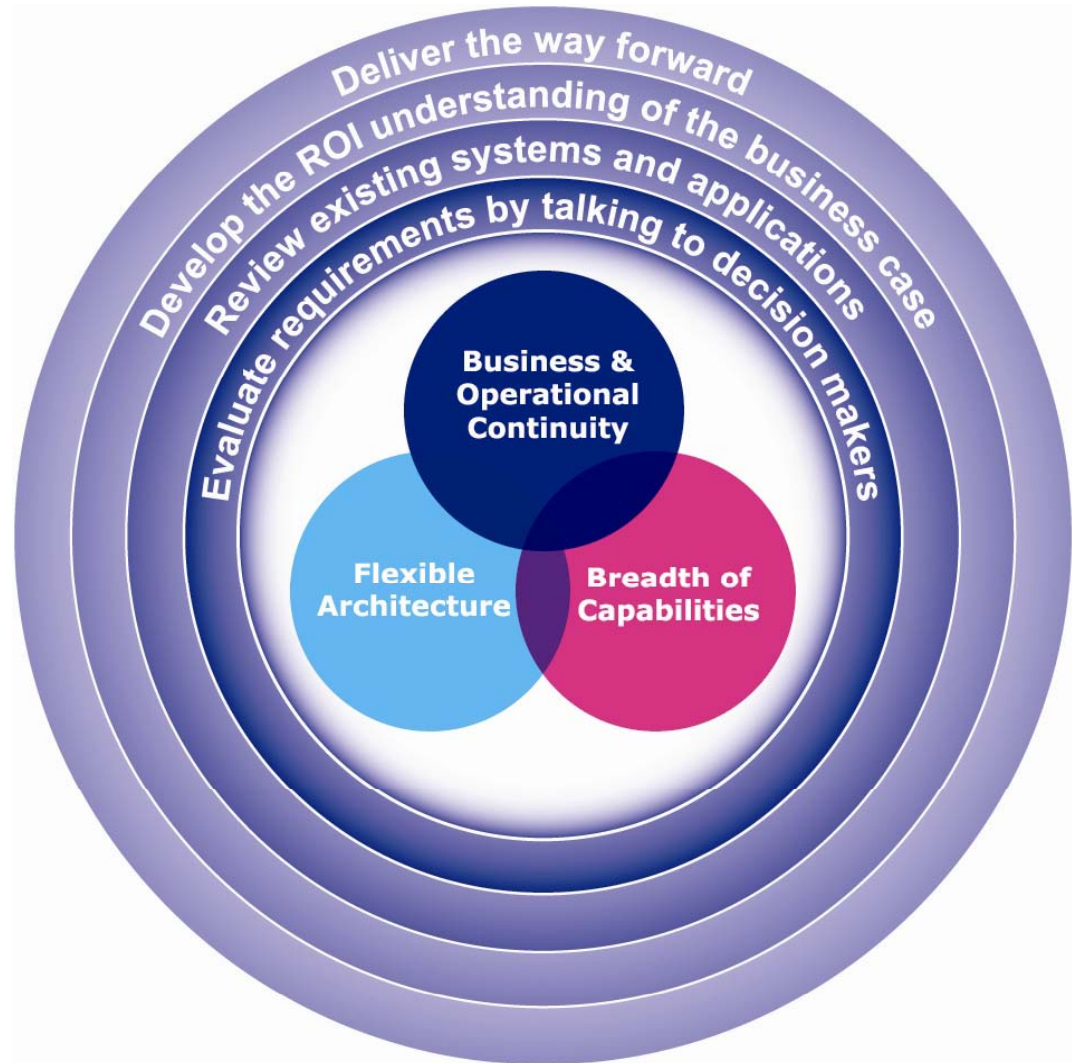 Deliver the way forward
Develop the ROI understanding of the business case
Review existing systems and applications
Evaluate requirements by talking to decision makers
Business &
Operational
Continuity
Flexible
Architecture
Breadth of
Capabilities